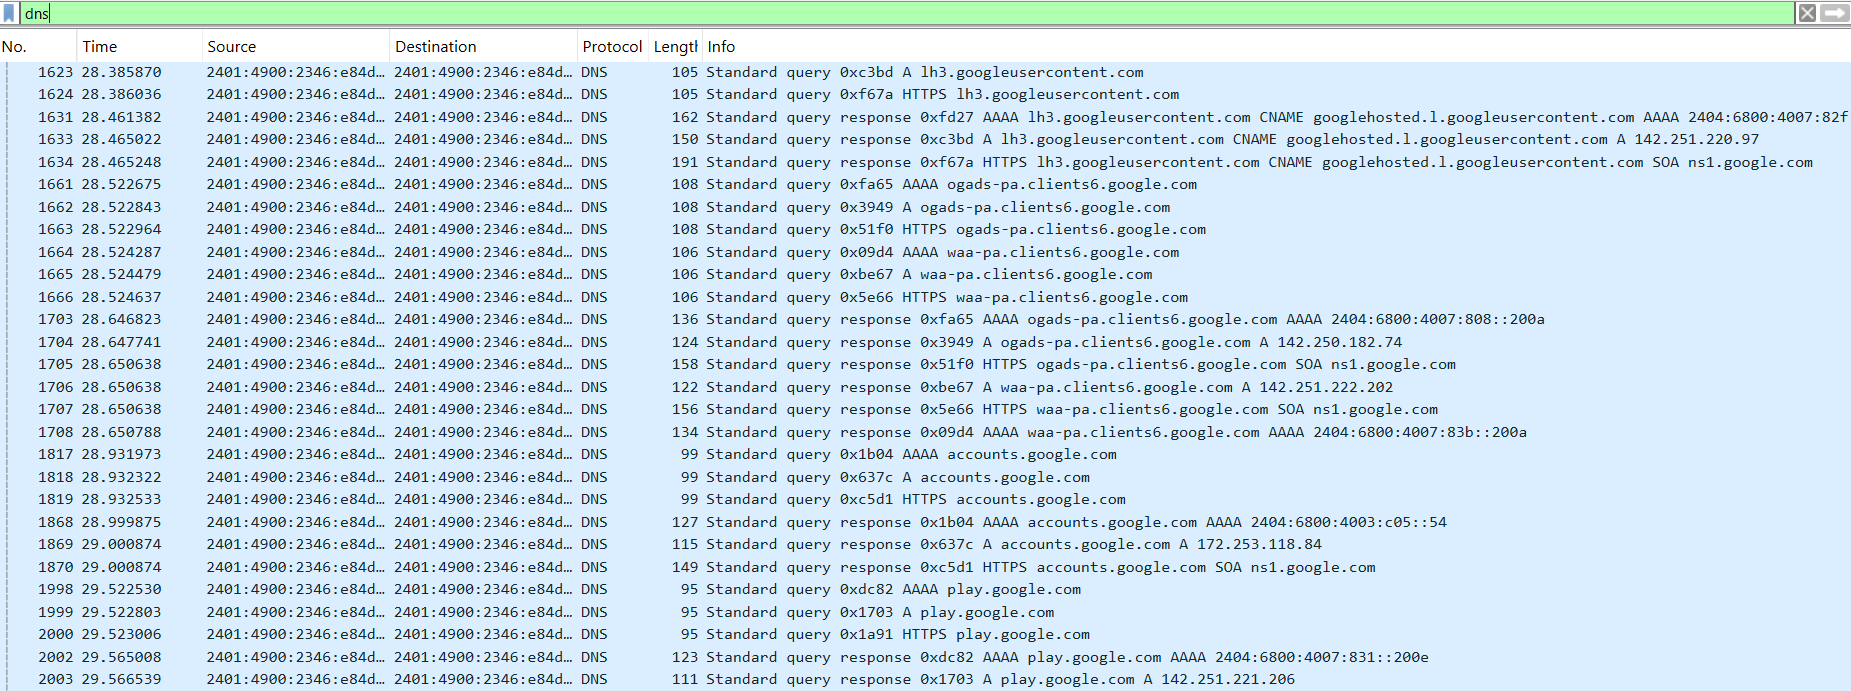 dns
No. Time Source Destination Protocol Length Info
1623 28.385870 2401:4900:2346:e84d… 2401:4900:2346:e84d… DNS 105 Standard query 0xc3bd A lh3.googleusercontent.com
1624 28.386036 2401:4900:2346:e84d… 2401:4900:2346:e84d… DNS 105 Standard query 0xf67a HTTPS lh3.googleusercontent.com
1631 28.461382 2401:4900:2346:e84d… 2401:4900:2346:e84d… DNS 162 Standard query response 0xfd27 AAAA lh3.googleusercontent.com CNAME googlehosted.l.googleusercontent.com AAAA 2404:6800:4007:82f
1633 28.465022 2401:4900:2346:e84d… 2401:4900:2346:e84d… DNS 150 Standard query response 0xc3bd A lh3.googleusercontent.com CNAME googlehosted.l.googleusercontent.com A 142.251.220.97
1634 28.465248 2401:4900:2346:e84d… 2401:4900:2346:e84d… DNS 191 Standard query response 0xf67a HTTPS lh3.googleusercontent.com CNAME googlehosted.l.googleusercontent.com SOA ns1.google.com
1661 28.522675 2401:4900:2346:e84d… 2401:4900:2346:e84d… DNS 108 Standard query 0xfa65 AAAA ogads-pa.clients6.google.com
1662 28.522843 2401:4900:2346:e84d… 2401:4900:2346:e84d… DNS 108 Standard query 0x3949 A ogads-pa.clients6.google.com
1663 28.522964 2401:4900:2346:e84d… 2401:4900:2346:e84d… DNS 108 Standard query 0x51f0 HTTPS ogads-pa.clients6.google.com
1664 28.524287 2401:4900:2346:e84d… 2401:4900:2346:e84d… DNS 106 Standard query 0x09d4 AAAA waa-pa.clients6.google.com
1665 28.524479 2401:4900:2346:e84d… 2401:4900:2346:e84d… DNS 106 Standard query 0xbe67 A waa-pa.clients6.google.com
1666 28.524637 2401:4900:2346:e84d… 2401:4900:2346:e84d… DNS 106 Standard query 0x5e66 HTTPS waa-pa.clients6.google.com
1703 28.646823 2401:4900:2346:e84d… 2401:4900:2346:e84d… DNS 136 Standard query response 0xfa65 AAAA ogads-pa.clients6.google.com AAAA 2404:6800:4007:808::200a
1704 28.647741 2401:4900:2346:e84d… 2401:4900:2346:e84d… DNS 124 Standard query response 0x3949 A ogads-pa.clients6.google.com A 142.250.182.74
1705 28.650638 2401:4900:2346:e84d… 2401:4900:2346:e84d… DNS 158 Standard query response 0x51f0 HTTPS ogads-pa.clients6.google.com SOA ns1.google.com
1706 28.650638 2401:4900:2346:e84d… 2401:4900:2346:e84d… DNS 122 Standard query response 0xbe67 A waa-pa.clients6.google.com A 142.251.222.202
1707 28.650638 2401:4900:2346:e84d… 2401:4900:2346:e84d… DNS 156 Standard query response 0x5e66 HTTPS waa-pa.clients6.google.com SOA ns1.google.com
1708 28.650788 2401:4900:2346:e84d… 2401:4900:2346:e84d… DNS 134 Standard query response 0x09d4 AAAA waa-pa.clients6.google.com AAAA 2404:6800:4007:83b::200a
1817 28.931973 2401:4900:2346:e84d… 2401:4900:2346:e84d… DNS 99 Standard query 0x1b04 AAAA accounts.google.com
1818 28.932322 2401:4900:2346:e84d… 2401:4900:2346:e84d… DNS 99 Standard query 0x637c A accounts.google.com
1819 28.932533 2401:4900:2346:e84d… 2401:4900:2346:e84d… DNS 99 Standard query 0xc5d1 HTTPS accounts.google.com
1868 28.999875 2401:4900:2346:e84d… 2401:4900:2346:e84d… DNS 127 Standard query response 0x1b04 AAAA accounts.google.com AAAA 2404:6800:4003:c05::54
1869 29.000874 2401:4900:2346:e84d… 2401:4900:2346:e84d… DNS 115 Standard query response 0x637c A accounts.google.com A 172.253.118.84
1870 29.000874 2401:4900:2346:e84d… 2401:4900:2346:e84d… DNS 149 Standard query response 0xc5d1 HTTPS accounts.google.com SOA ns1.google.com
1998 29.522530 2401:4900:2346:e84d… 2401:4900:2346:e84d… DNS 95 Standard query 0xdc82 AAAA play.google.com
1999 29.522803 2401:4900:2346:e84d… 2401:4900:2346:e84d… DNS 95 Standard query 0x1703 A play.google.com
2000 29.523006 2401:4900:2346:e84d… 2401:4900:2346:e84d… DNS 95 Standard query 0x1a91 HTTPS play.google.com
2002 29.565008 2401:4900:2346:e84d… 2401:4900:2346:e84d… DNS 123 Standard query response 0xdc82 AAAA play.google.com AAAA 2404:6800:4007:831::200e
2003 29.566539 2401:4900:2346:e84d… 2401:4900:2346:e84d… DNS 111 Standard query response 0x1703 A play.google.com A 142.251.221.206